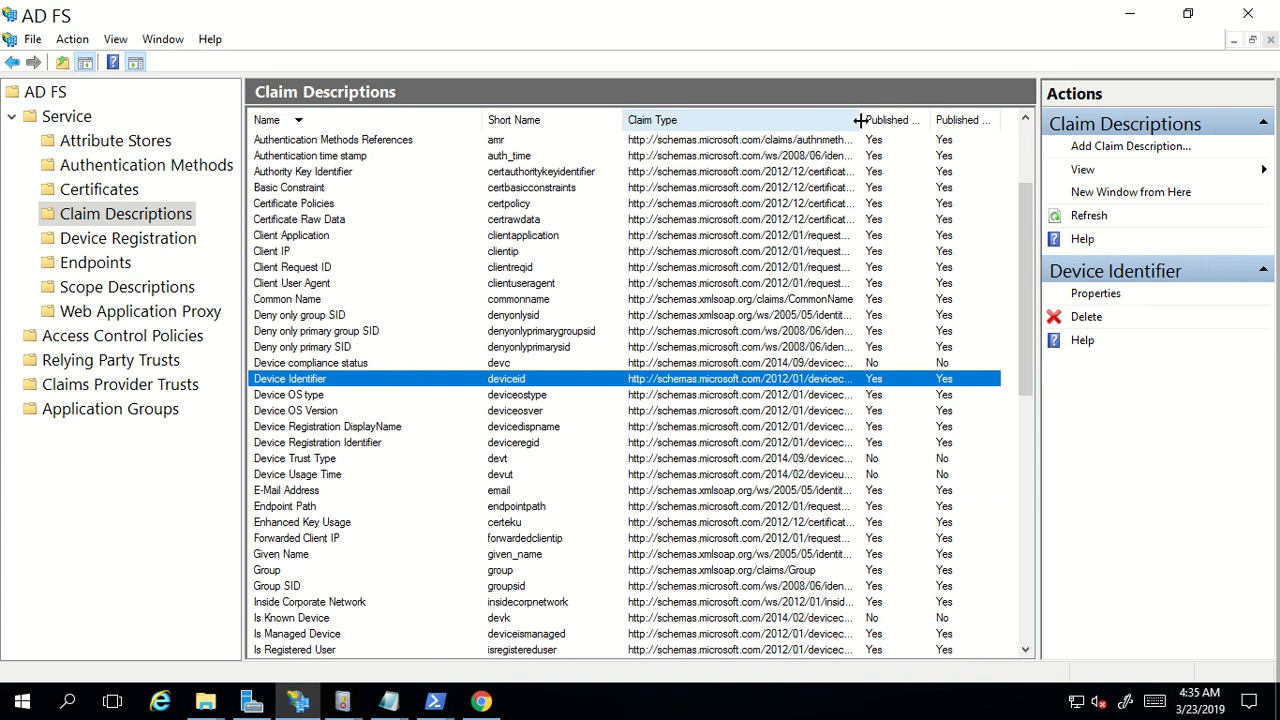 AD FS
File Action View Window Help
AD FS
Service
Attribute Stores
Authentication Methods
Certificates
Claim Descriptions
Device Registration
Endpoints
Scope Descriptions
Web Application Proxy
Access Control Policies
Relying Party Trusts
Claims Provider Trusts
Application Groups
Claim Descriptions
Name Short Name Claim Type Published ... Published ...
Authentication Methods References amr http://schemas.microsoft.com/claims/authnmeth... Yes Yes
Authentication time stamp auth_time http://schemas.microsoft.com/ws/2008/06/iden... Yes Yes
Authority Key Identifier certauthoritykeyidentifier http://schemas.microsoft.com/2012/12/certificat... Yes Yes
Basic Constraint certbasicconstraints http://schemas.microsoft.com/2012/12/certificat... Yes Yes
Certificate Policies certpolicy http://schemas.microsoft.com/2012/12/certificat... Yes Yes
Certificate Raw Data certrawdata http://schemas.microsoft.com/2012/12/certificat... Yes Yes
Client Application clientapplication http://schemas.microsoft.com/2012/01/request... Yes Yes
Client IP clientip http://schemas.microsoft.com/2012/01/request... Yes Yes
Client Request ID clientreqid http://schemas.microsoft.com/2012/01/request... Yes Yes
Client User Agent clientuseragent http://schemas.microsoft.com/2012/01/request... Yes Yes
Common Name commonname http://schemas.xmlsoap.org/claims/CommonName Yes Yes
Deny only group SID denyonlysid http://schemas.xmlsoap.org/ws/2005/05/identit... Yes Yes
Deny only primary group SID denyonlyprimarygroupsid http://schemas.microsoft.com/ws/2008/06/iden... Yes Yes
Deny only primary SID denyonlyprimarysid http://schemas.microsoft.com/ws/2008/06/iden... Yes Yes
Device compliance status devc http://schemas.microsoft.com/2014/09/devicec... No No
Device Identifier deviceid http://schemas.microsoft.com/2012/01/devicec... Yes Yes
Device OS type deviceostype http://schemas.microsoft.com/2012/01/devicec... Yes Yes
Device OS Version deviceosver http://schemas.microsoft.com/2012/01/devicec... Yes Yes
Device Registration DisplayName devicedispname http://schemas.microsoft.com/2012/01/devicec... Yes Yes
Device Registration Identifier deviceregid http://schemas.microsoft.com/2012/01/devicec... Yes Yes
Device Trust Type devt http://schemas.microsoft.com/2014/09/devicec... No No
Device Usage Time devut http://schemas.microsoft.com/2014/02/deviceu... No No
E-Mail Address email http://schemas.xmlsoap.org/ws/2005/05/identit... Yes Yes
Endpoint Path endpointpath http://schemas.microsoft.com/2012/01/request... Yes Yes
Enhanced Key Usage certeku http://schemas.microsoft.com/2012/12/certificat... Yes Yes
Forwarded Client IP forwardedclientip http://schemas.microsoft.com/2012/01/request... Yes Yes
Given Name given_name http://schemas.xmlsoap.org/ws/2005/05/identit... Yes Yes
Group group http://schemas.xmlsoap.org/claims/Group Yes Yes
Group SID groupsid http://schemas.microsoft.com/ws/2008/06/iden... Yes Yes
Inside Corporate Network insidecorpnetwork http://schemas.microsoft.com/ws/2012/01/insid... Yes Yes
Is Known Device devk http://schemas.microsoft.com/2014/02/devicec... No No
Is Managed Device deviceismanaged http://schemas.microsoft.com/2012/01/devicec... Yes Yes
Is Registered User isregistereduser http://schemas.microsoft.com/2012/01/devicec... Yes Yes
Actions
Claim Descriptions
Add Claim Description...
View
New Window from Here
Refresh
Help
Device Identifier
Properties
Delete
Help
4:35 AM
3/23/2019